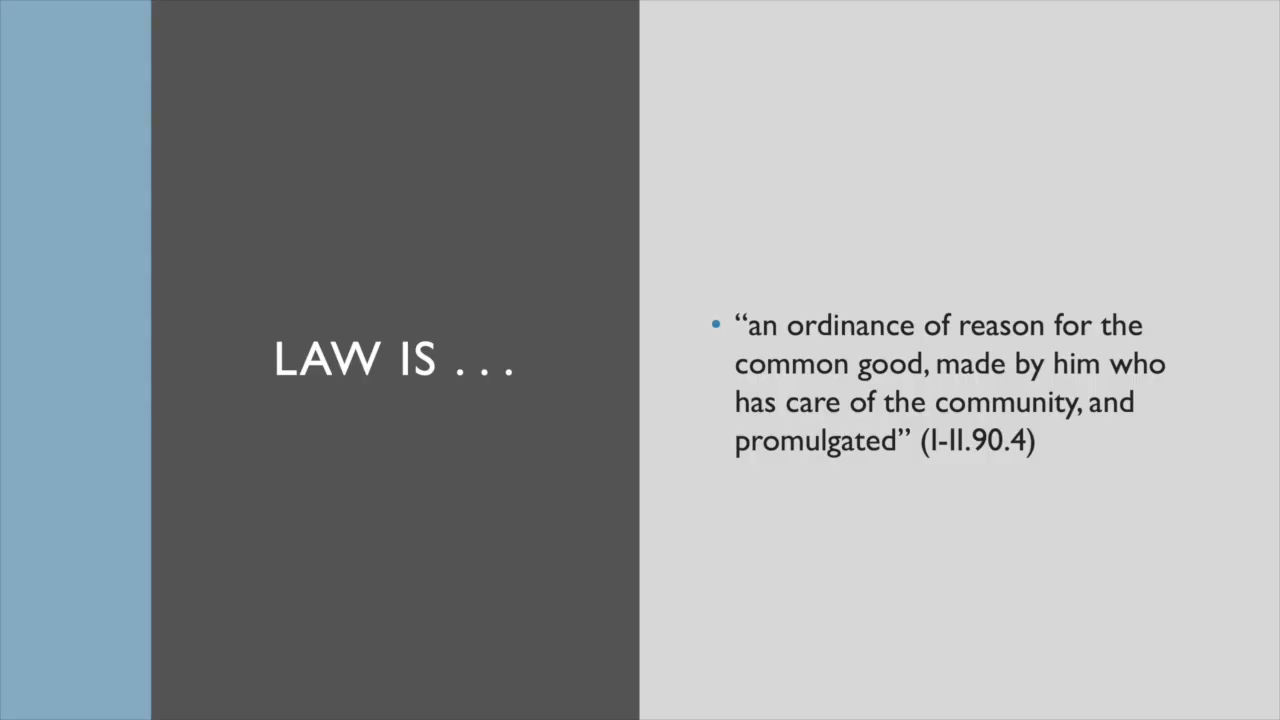 LAW IS . . .
• “an ordinance of reason for the
common good, made by him who
has care of the community, and
promulgated” (I-II.90.4)